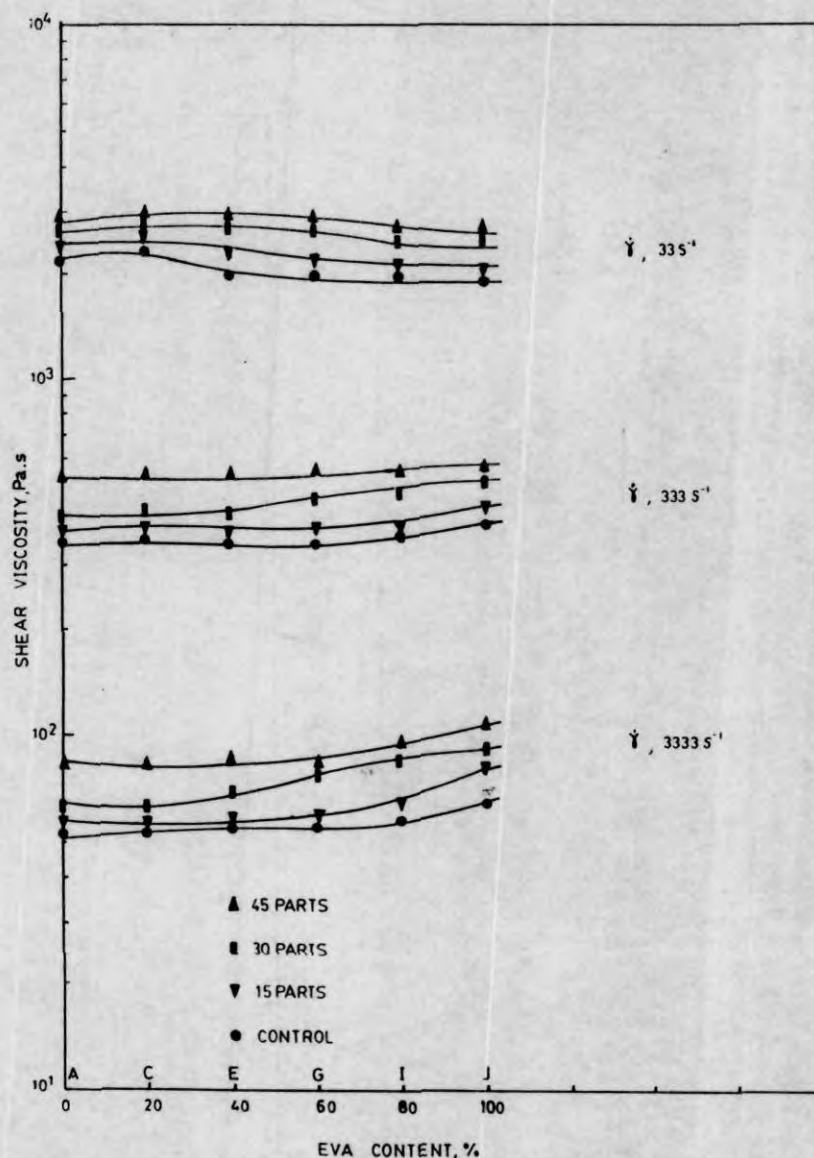 10⁴
γ̇, 33 S⁻¹
10³
SHEAR VISCOSITY, Pa.s
γ̇, 333 S⁻¹
10²
γ̇, 3333 S⁻¹
45 PARTS
30 PARTS
15 PARTS
CONTROL
10¹
A C E G I J
0 20 40 60 80 100
EVA CONTENT, %